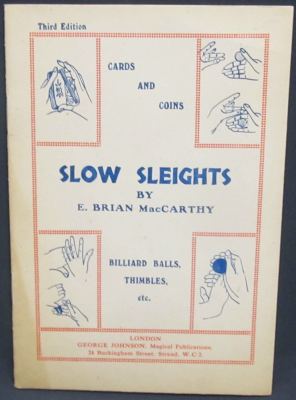 Third Edition
CARDS
AND
COINS
SLOW SLEIGHTS
BY
E. BRIAN MacCARTHY
BILLIARD BALLS,
THIMBLES,
etc.
LONDON
GEORGE JOHNSON, Magical Publications,
24 Buckingham Street, Strand, W.C 2.